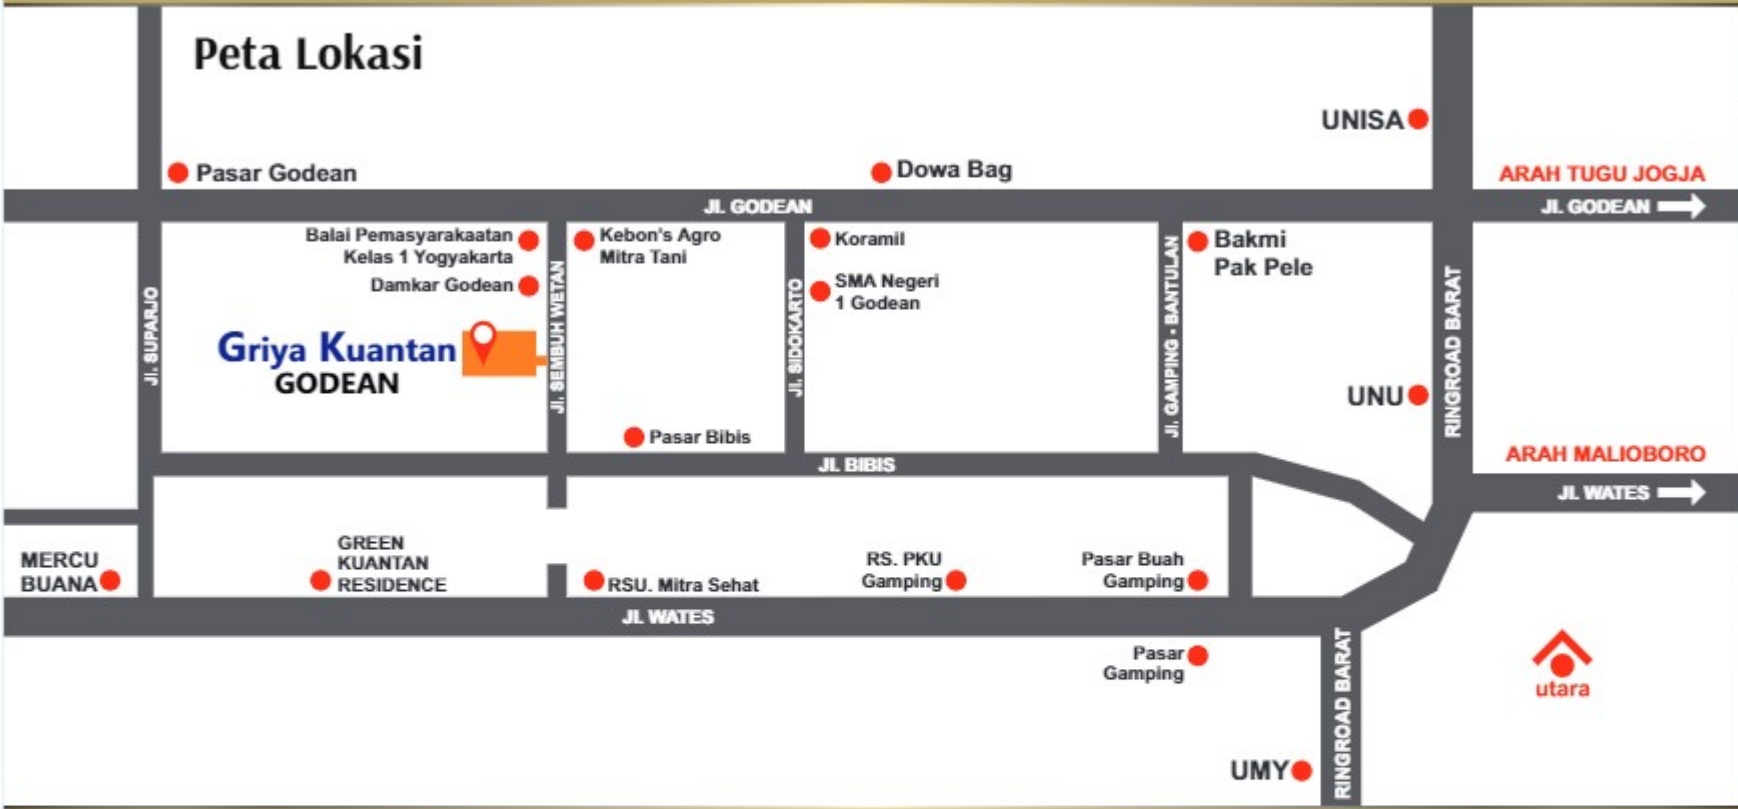 Peta Lokasi
UNISA
Pasar Godean
Dowa Bag
ARAH TUGU JOGJA
Jl. GODEAN
Jl. GODEAN
Balai Pemasyarakaatan
Kelas 1 Yogyakarta
Damkar Godean
Kebon's Agro
Mitra Tani
Koramil
SMA Negeri
1 Godean
Bakmi
Pak Pele
Jl. SUPARJO
Griya Kuantan
GODEAN
Jl. SEMBUH WETAN
Jl. SIDOKARTO
Jl. GAMPING - BANTULAN
RINGROAD BARAT
UNU
Pasar Bibis
Jl. BIBIS
ARAH MALIOBORO
Jl. WATES
MERCU
BUANA
GREEN
KUANTAN
RESIDENCE
RSU. Mitra Sehat
RS. PKU
Gamping
Pasar Buah
Gamping
Jl. WATES
Pasar
Gamping
RINGROAD BARAT
utara
UMY